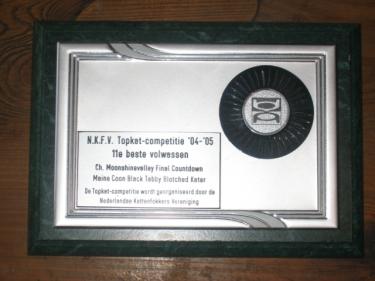 N.K.F.V. Topkat-competitie '04-'05
11e beste volwassen
Ch. Moonshinevalley Final Countdown
Maine Coon Black Tabby Blotched Kater
De Topkat-competitie wordt georganiseerd door de
Nederlandse Kattenfokkers Vereniging